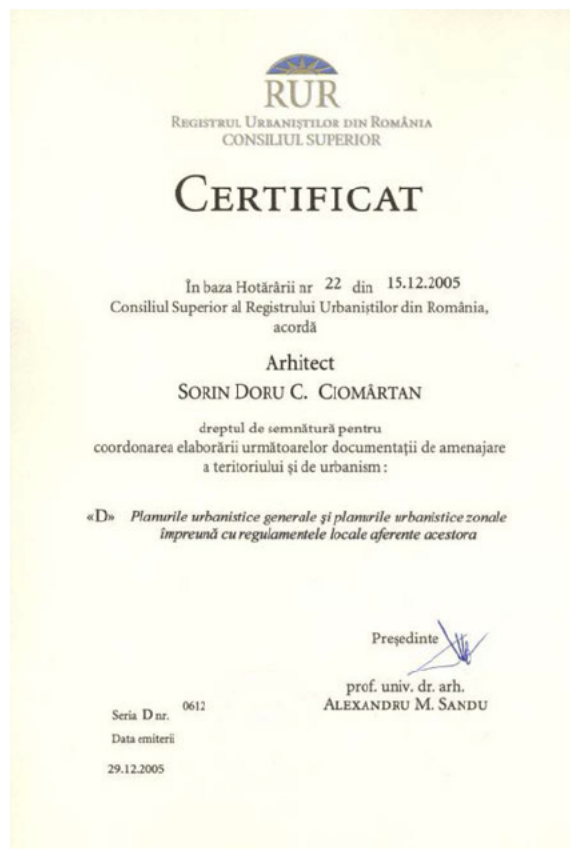 RUR
REGISTRUL URBANIȘTILOR DIN ROMÂNIA
CONSILIUL SUPERIOR
CERTIFICAT
În baza Hotărârii nr 22 din 15.12.2005
Consiliul Superior al Registrului Urbaniștilor din România,
acordă
Arhitect
SORIN DORU C. CIOMÂRTAN
dreptul de semnătură pentru
coordonarea elaborării următoarelor documentații de amenajare
a teritoriului și de urbanism :
«D» Planurile urbanistice generale și planurile urbanistice zonale
împreună cu regulamentele locale aferente acestora
Președinte
prof. univ. dr. arh.
ALEXANDRU M. SANDU
Seria D nr. 0612
Data emiterii
29.12.2005